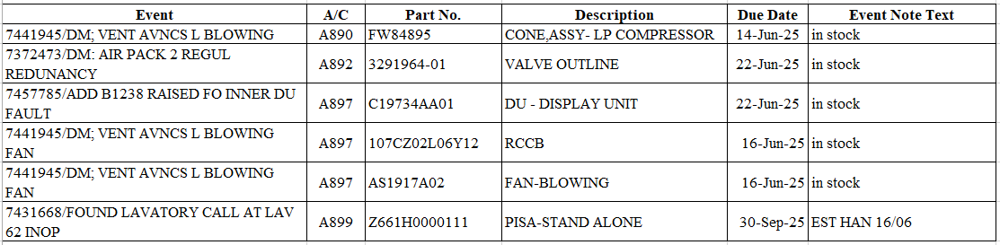 Event A/C Part No. Description Due Date Event Note Text
7441945/DM; VENT AVNCS L BLOWING A890 FW84895 CONE,ASSY- LP COMPRESSOR 14-Jun-25 in stock
7372473/DM: AIR PACK 2 REGUL
REDUNANCY A892 3291964-01 VALVE OUTLINE 22-Jun-25 in stock
7457785/ADD B1238 RAISED FO INNER DU
FAULT A897 C19734AA01 DU - DISPLAY UNIT 22-Jun-25 in stock
7441945/DM; VENT AVNCS L BLOWING
FAN A897 107CZ02L06Y12 RCCB 16-Jun-25 in stock
7441945/DM; VENT AVNCS L BLOWING
FAN A897 AS1917A02 FAN-BLOWING 16-Jun-25 in stock
7431668/FOUND LAVATORY CALL AT LAV
62 INOP A899 Z661H0000111 PISA-STAND ALONE 30-Sep-25 EST HAN 16/06